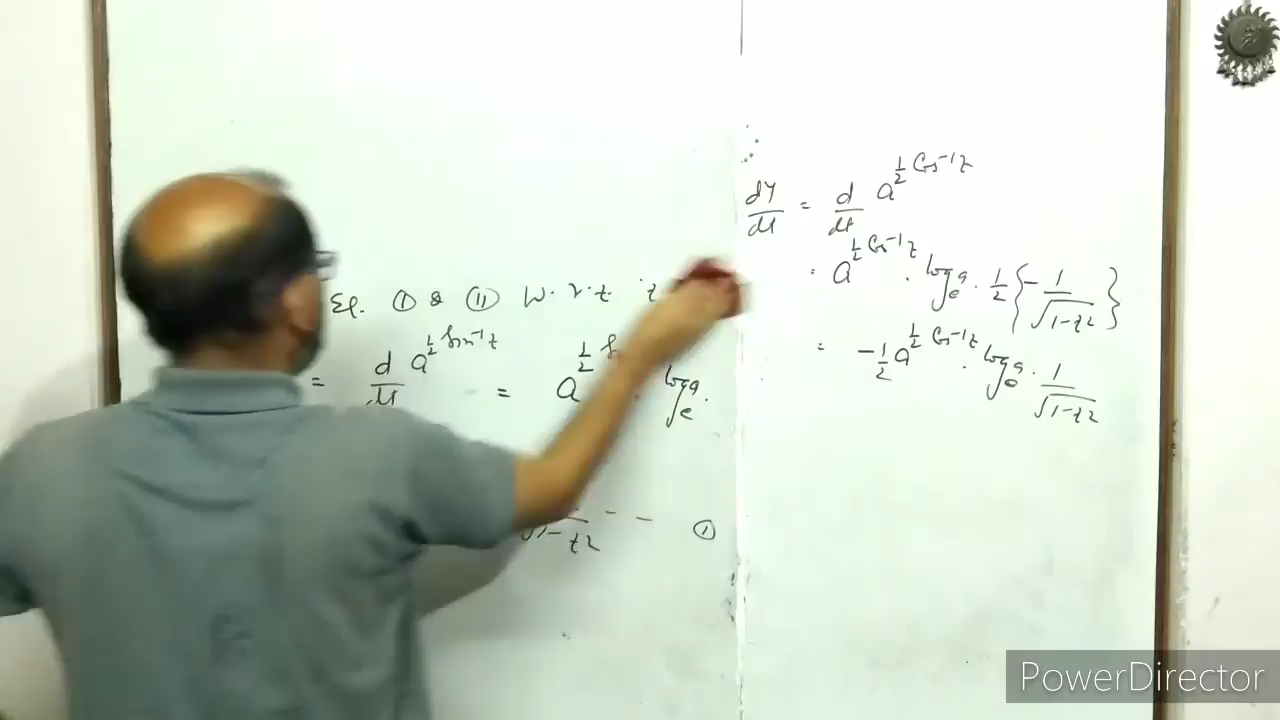 Eq. ① & ⑪ w.r.t 't
= d/dt a^{1/2 sin⁻¹t} = a^{1/2 · log_e a ·
√1-t2 - - ①
dy/dt = d/dt a^{1/2 Cos⁻¹t}
= a^{1/2 Cos⁻¹t} · log_e a · 1/2 {- 1/√1-t2}
= -1/2 a^{1/2 Cos⁻¹t} · log_e a · 1/√1-t2
PowerDirector